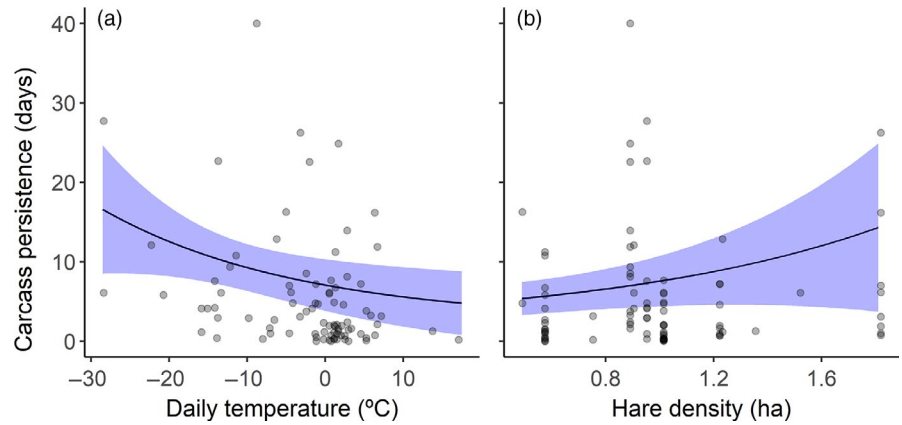 (a)
(b)
Carcass persistence (days)
40
30
20
10
0
–30 –20 –10 0 10
0.8 1.2 1.6
Daily temperature (ºC)
Hare density (ha)